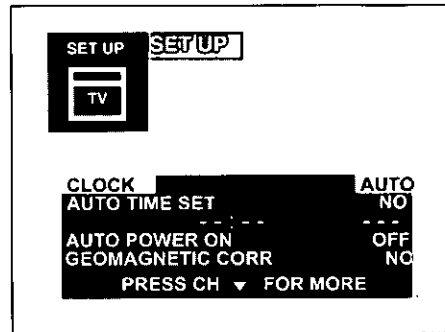 SET UP SET UP
TV
CLOCK AUTO
AUTO TIME SET NO
--:-- ---
AUTO POWER ON OFF
GEOMAGNETIC CORR NO
PRESS CH ▼ FOR MORE